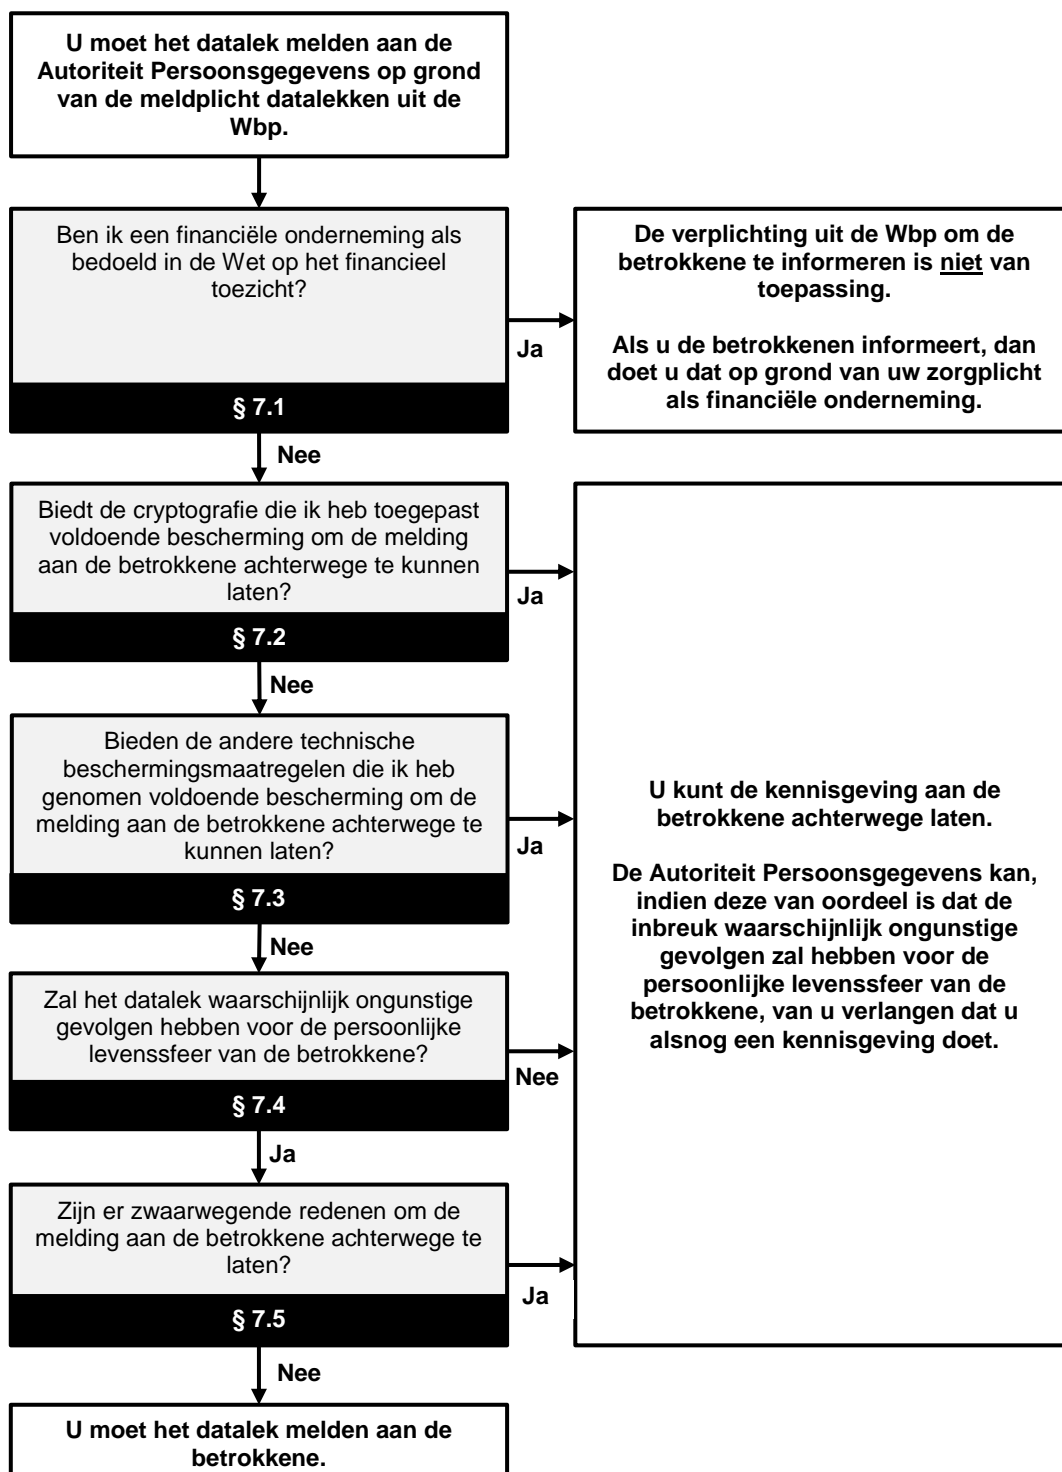 U moet het datalek melden aan de
Autoriteit Persoonsgegevens op grond
van de meldplicht datalekken uit de
Wbp.
Ben ik een financiële onderneming als
bedoeld in de Wet op het financieel
toezicht?
§ 7.1
Ja
De verplichting uit de Wbp om de
betrokkene te informeren is niet van
toepassing.
Als u de betrokkenen informeert, dan
doet u dat op grond van uw zorgplicht
als financiële onderneming.
Nee
Biedt de cryptografie die ik heb toegepast
voldoende bescherming om de melding
aan de betrokkene achterwege te kunnen
laten?
§ 7.2
Ja
Nee
Bieden de andere technische
beschermingsmaatregelen die ik heb
genomen voldoende bescherming om de
melding aan de betrokkene achterwege te
kunnen laten?
§ 7.3
Ja
Nee
Zal het datalek waarschijnlijk ongunstige
gevolgen hebben voor de persoonlijke
levenssfeer van de betrokkene?
§ 7.4
Nee
Ja
Zijn er zwaarwegende redenen om de
melding aan de betrokkene achterwege te
laten?
§ 7.5
Ja
U kunt de kennisgeving aan de
betrokkene achterwege laten.
De Autoriteit Persoonsgegevens kan,
indien deze van oordeel is dat de
inbreuk waarschijnlijk ongunstige
gevolgen zal hebben voor de
persoonlijke levenssfeer van de
betrokkene, van u verlangen dat u
alsnog een kennisgeving doet.
Nee
U moet het datalek melden aan de
betrokkene.